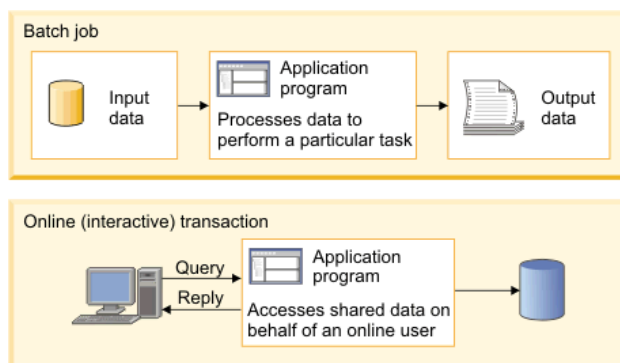 Batch job
Input
data
Application
program
Processes data to
perform a particular task
Output
data
Online (interactive) transaction
Query
Reply
Application
program
Accesses shared data on
behalf of an online user